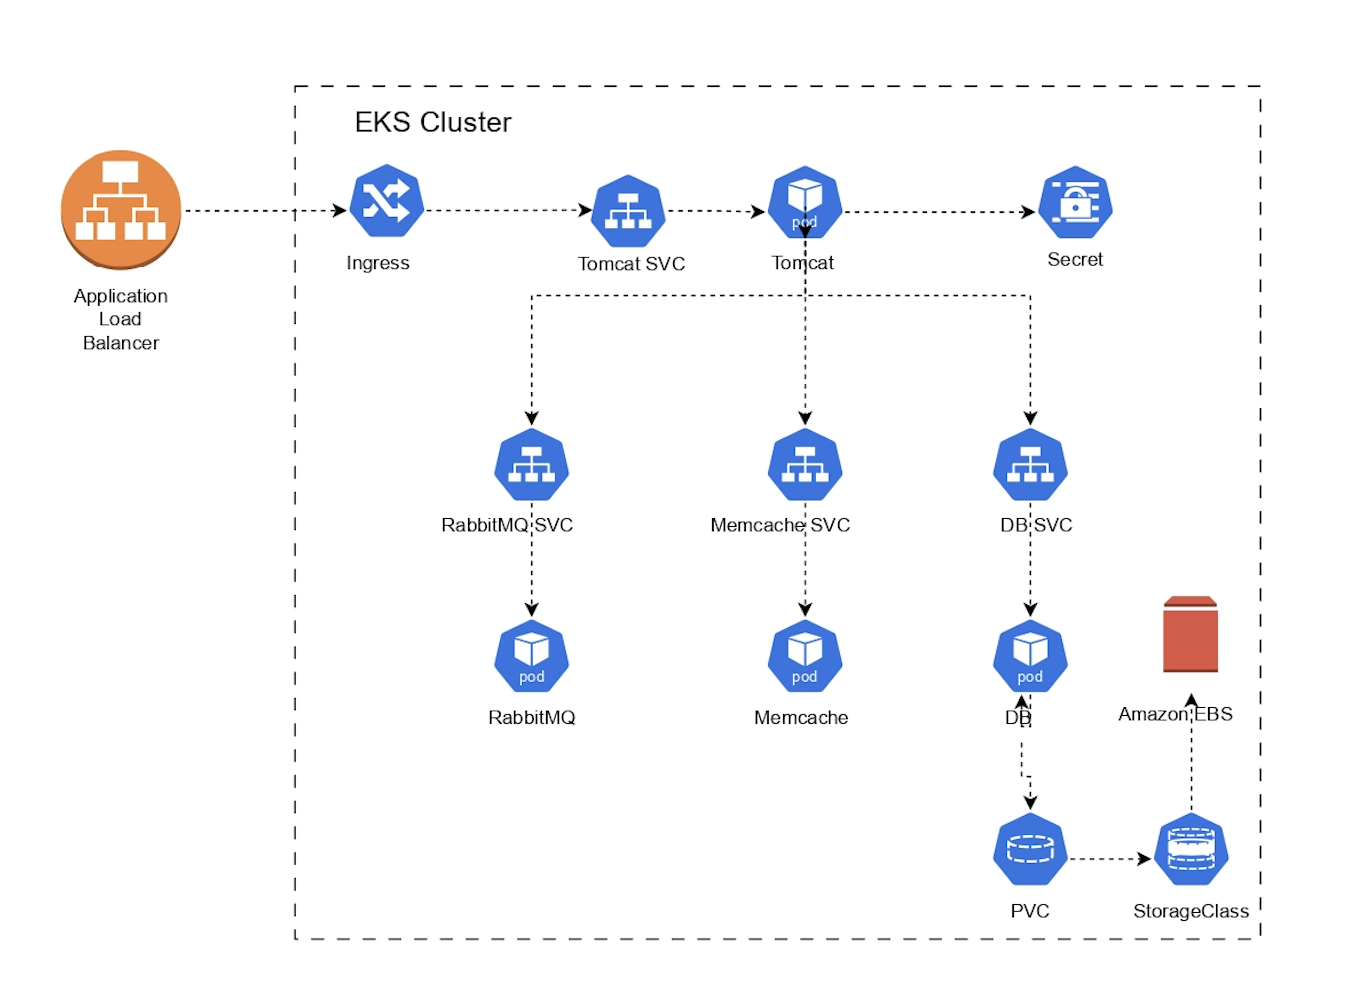 EKS Cluster
pod
Ingress
Tomcat SVC
Tomcat
Secret
Application
Load
Balancer
RabbitMQ SVC
Memcache SVC
DB SVC
pod
pod
pod
RabbitMQ
Memcache
DB
Amazon EBS
PVC
StorageClass